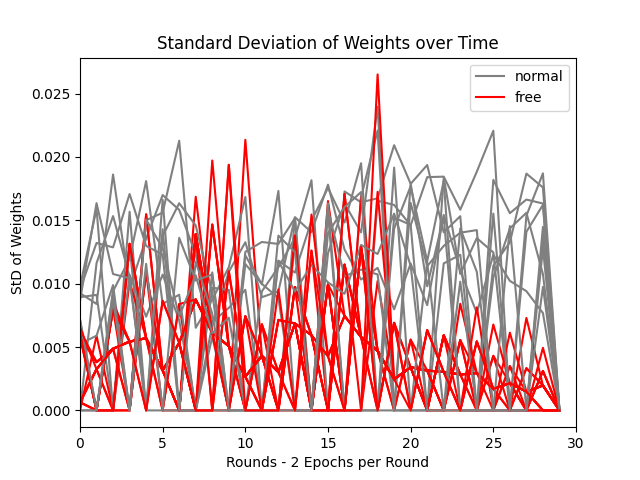 Standard Deviation of Weights over Time
StD of Weights
0.025
0.020
0.015
0.010
0.005
0.000
normal
free
0 5 10 15 20 25 30
Rounds - 2 Epochs per Round